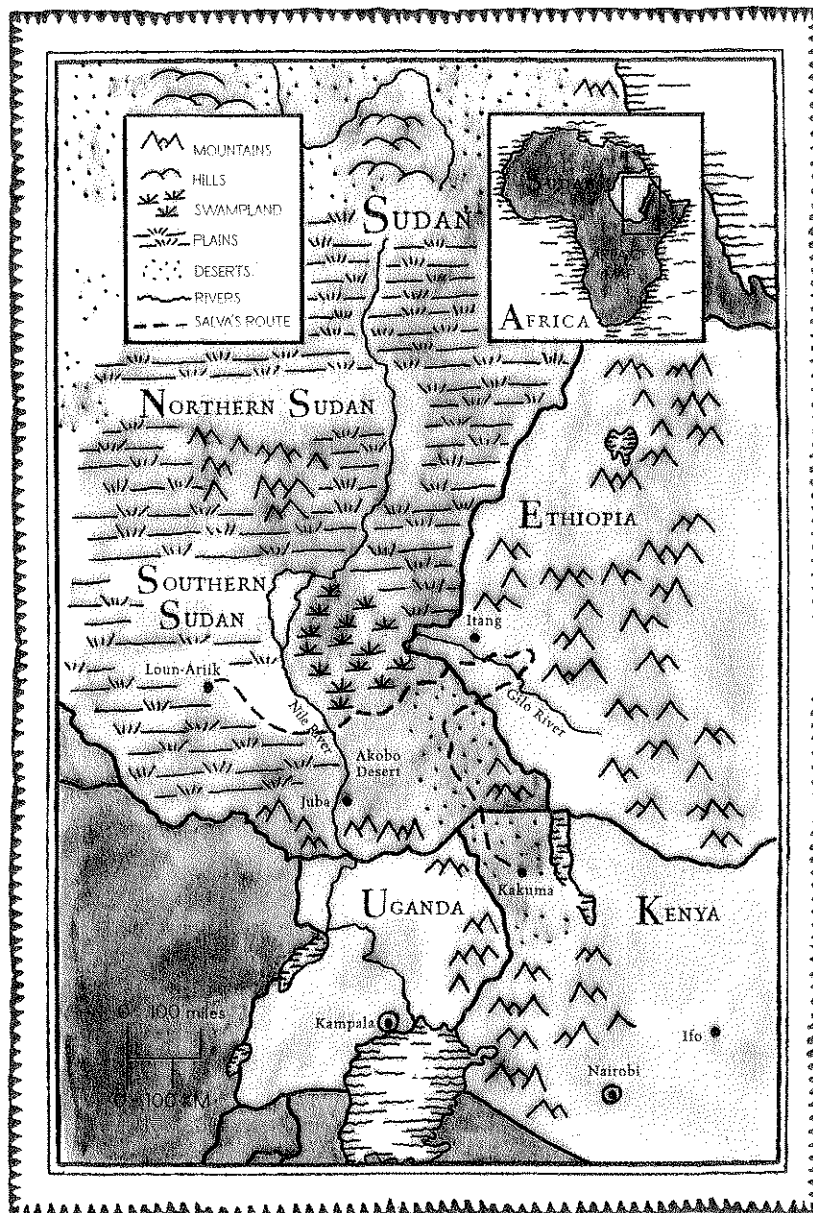 MOUNTAINS
HILLS
SWAMPLAND
PLAINS
DESERTS
RIVERS
SALVA'S ROUTE
SUDAN
SUDAN
AFRICA
NORTHERN SUDAN
ETHIOPIA
SOUTHERN
SUDAN
Itang
Loun-Ariik
Nile River
Gilo River
Akobo
Desert
Juba
Kakuma
UGANDA
KENYA
100 miles
Kampala
Ifo
Nairobi
100 KM